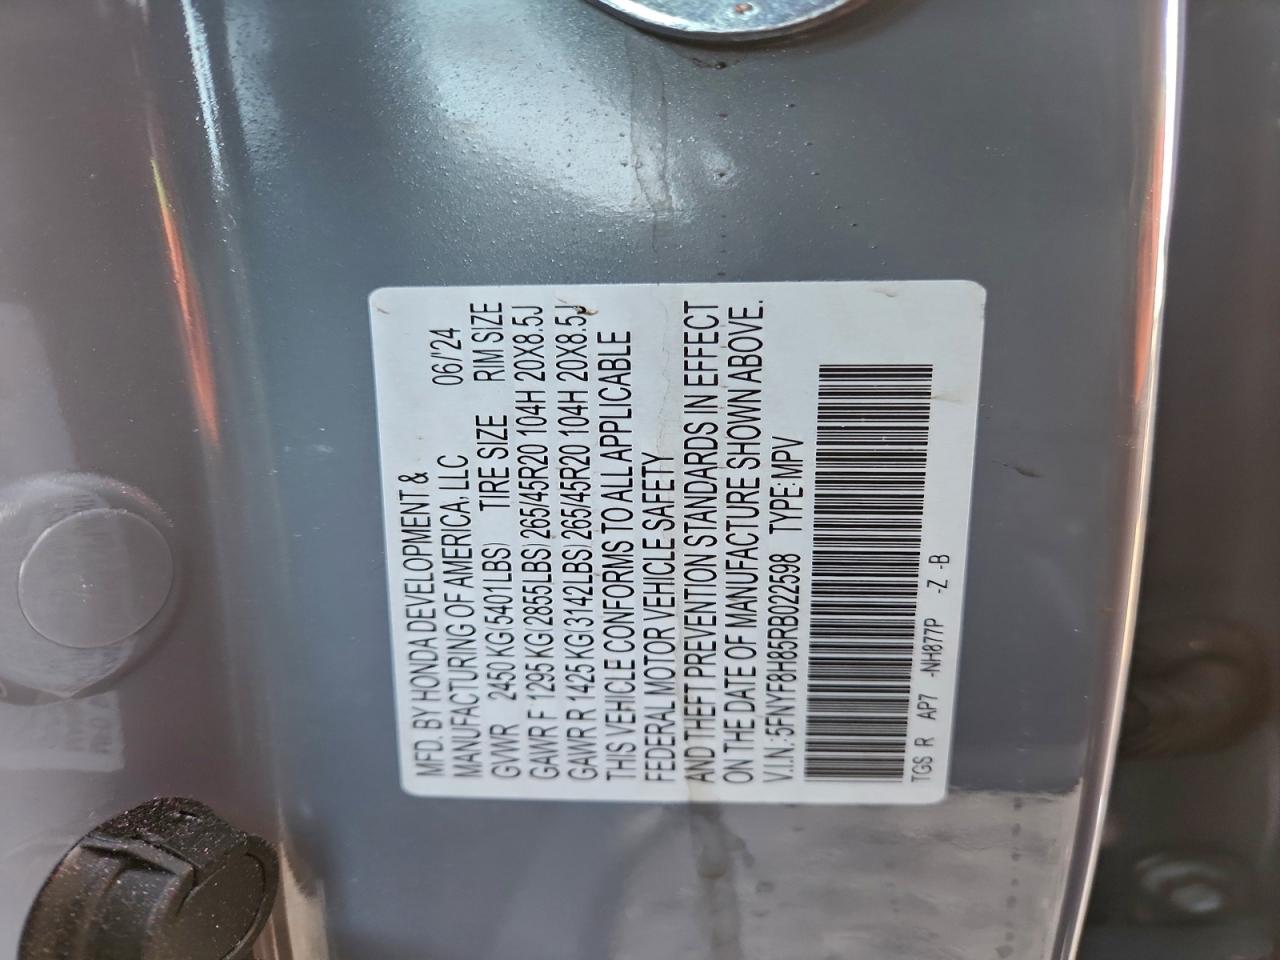 MFD. BY HONDA DEVELOPMENT &
MANUFACTURING OF AMERICA, LLC 06/'24
GVWR 2450 KG(5401LBS) TIRE SIZE RIM SIZE
GAWR F 1295 KG(2855LBS) 265/45R20 104H 20X8.5J
GAWR R 1425 KG(3142LBS) 265/45R20 104H 20X8.5J
THIS VEHICLE CONFORMS TO ALL APPLICABLE
FEDERAL MOTOR VEHICLE SAFETY
AND THEFT PREVENTION STANDARDS IN EFFECT
ON THE DATE OF MANUFACTURE SHOWN ABOVE.
V.I.N.:5FNYF8H85RB022598 TYPE:MPV
TGS R AP7 -NH877P -Z -B